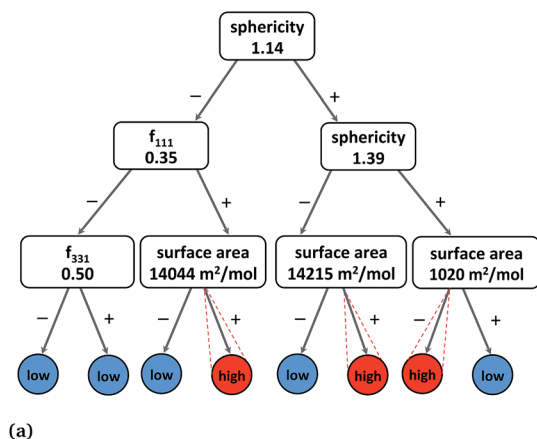 sphericity
1.14
– +
f₁₁₁
0.35
sphericity
1.39
– + – +
f₃₃₁
0.50
surface area
14044 m²/mol
surface area
14215 m²/mol
surface area
1020 m²/mol
– + – + – + – +
low low low high low high high low
(a)